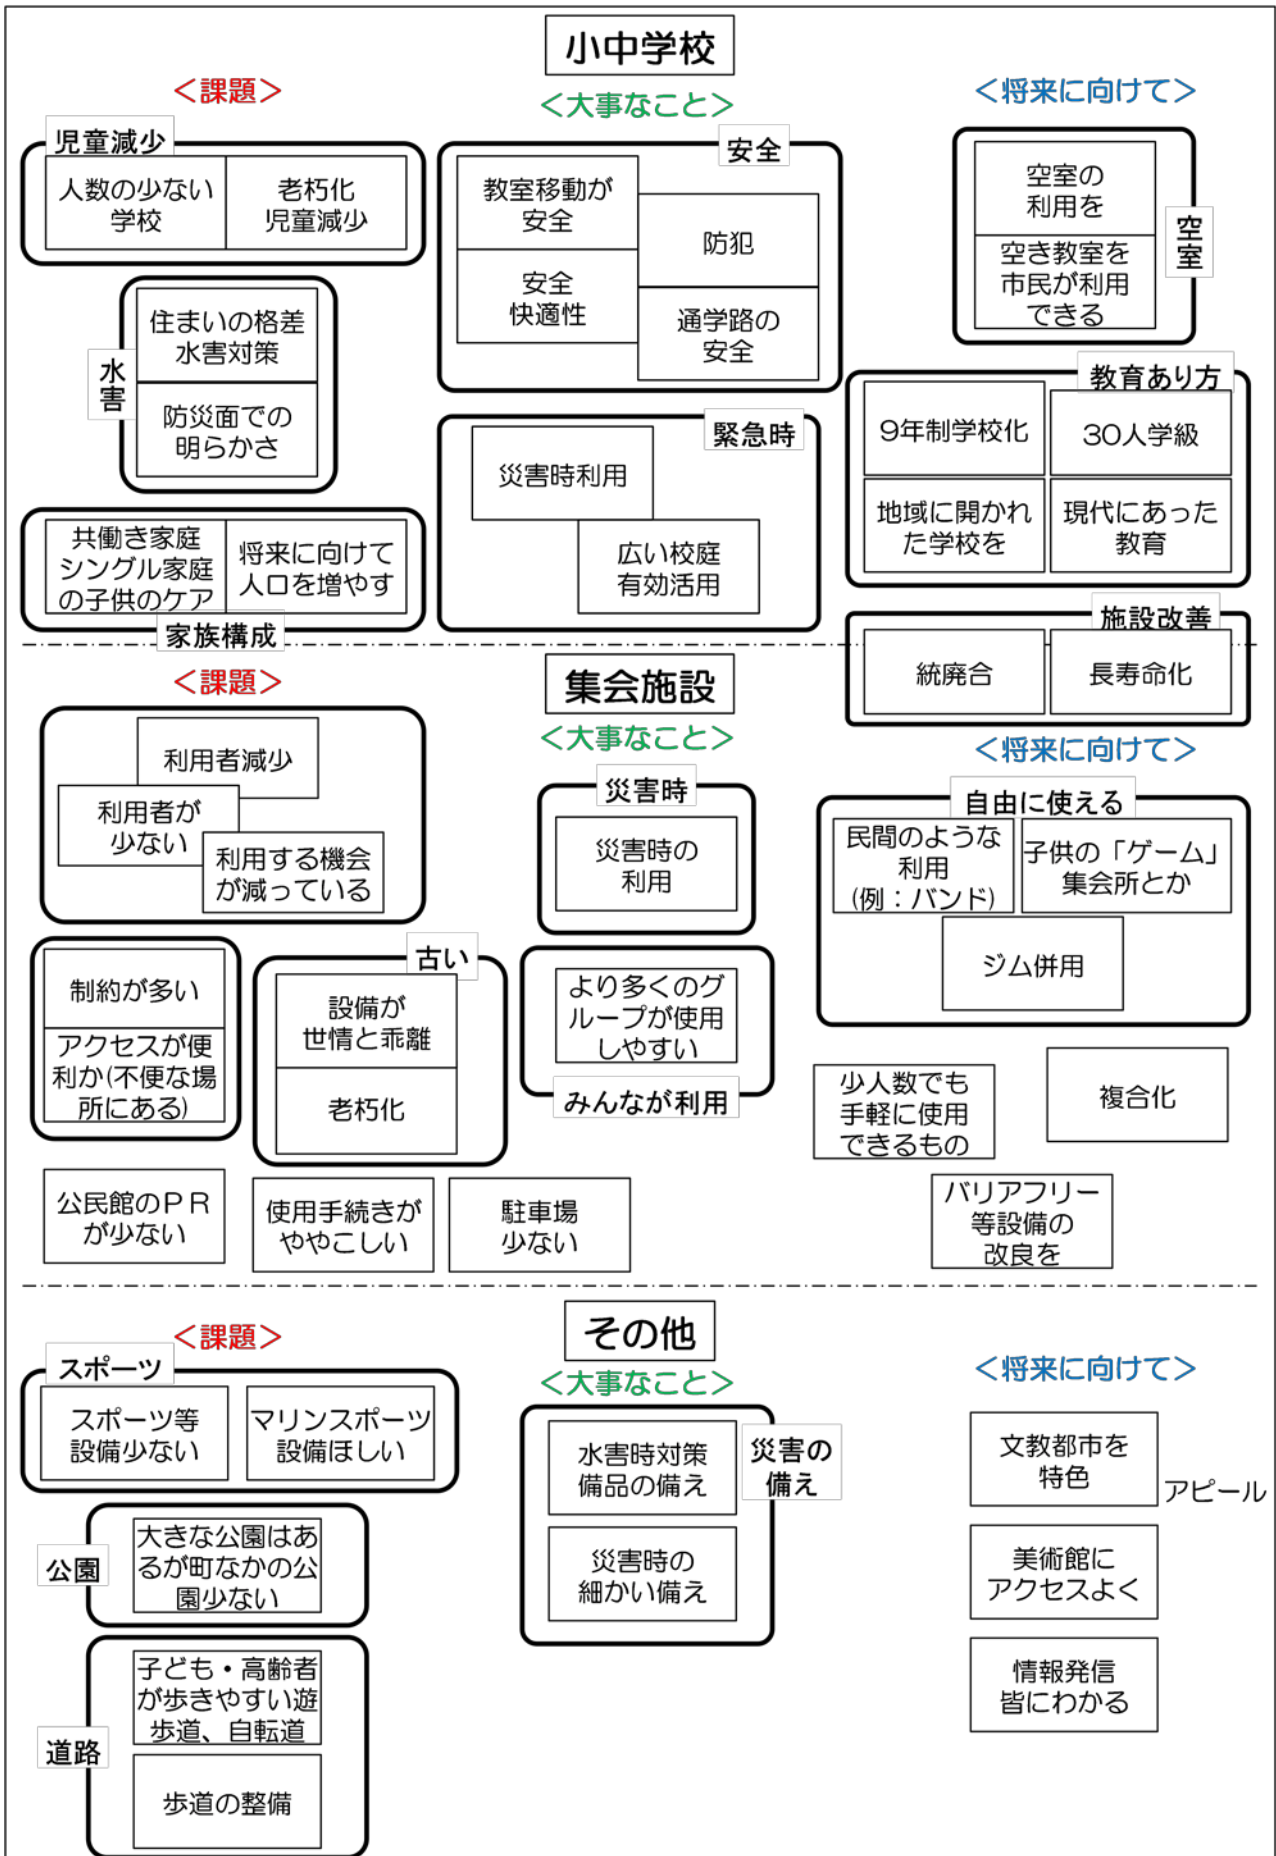 小中学校
＜課題＞
児童減少
人数の少ない
学校
老朽化
児童減少
水
害
住まいの格差
水害対策
防災面での
明らかさ
共働き家庭
シングル家庭
の子供のケア
将来に向けて
人口を増やす
家族構成
＜大事なこと＞
安全
教室移動が
安全
防犯
安全
快適性
通学路の
安全
緊急時
災害時利用
広い校庭
有効活用
＜将来に向けて＞
空室の
利用を
空き教室を
市民が利用
できる
空
室
教育あり方
9年制学校化
30人学級
地域に開かれ
た学校を
現代にあった
教育
施設改善
統廃合
長寿命化
集会施設
＜課題＞
利用者減少
利用者が
少ない
利用する機会
が減っている
制約が多い
アクセスが便
利か(不便な場
所にある)
古い
設備が
世情と乖離
老朽化
公民館のＰＲ
が少ない
使用手続きが
ややこしい
駐車場
少ない
＜大事なこと＞
災害時
災害時の
利用
より多くのグ
ループが使用
しやすい
みんなが利用
＜将来に向けて＞
自由に使える
民間のような
利用
(例：バンド)
子供の「ゲーム」
集会所とか
ジム併用
少人数でも
手軽に使用
できるもの
複合化
バリアフリー
等設備の
改良を
その他
＜課題＞
スポーツ
スポーツ等
設備少ない
マリンスポーツ
設備ほしい
公園
大きな公園はあ
るが町なかの公
園少ない
道路
子ども・高齢者
が歩きやすい遊
歩道、自転道
歩道の整備
＜大事なこと＞
水害時対策
備品の備え
災害の
備え
災害時の
細かい備え
＜将来に向けて＞
文教都市を
特色
アピール
美術館に
アクセスよく
情報発信
皆にわかる